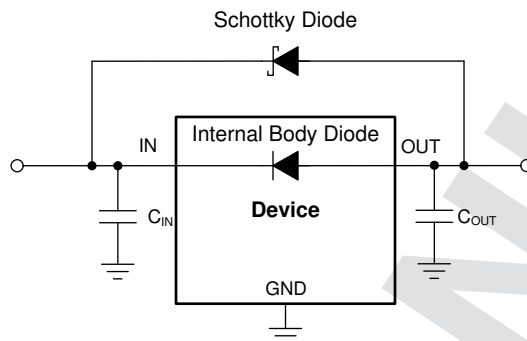 Schottky Diode
IN
Internal Body Diode
OUT
CIN
Device
COUT
GND